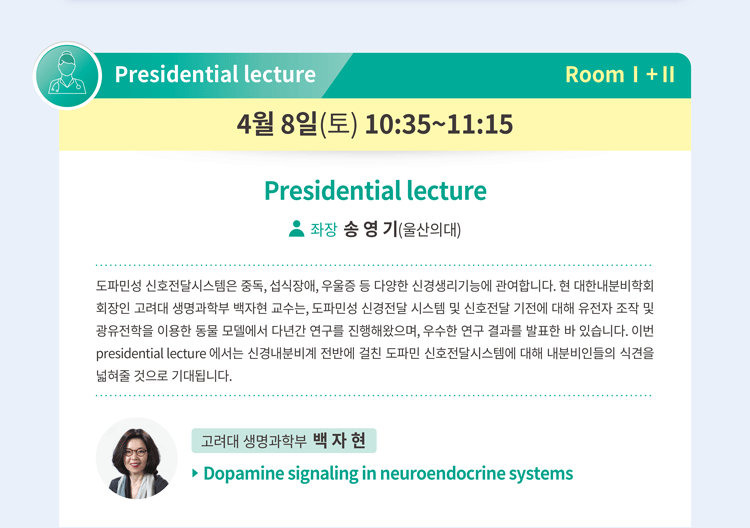 Presidential lecture
Room Ⅰ + Ⅱ
4월 8일(토) 10:35~11:15
Presidential lecture
좌장 송 영 기(울산의대)
도파민성 신호전달시스템은 중독, 섭식장애, 우울증 등 다양한 신경생리기능에 관여합니다. 현 대한내분비학회
회장인 고려대 생명과학부 백자현 교수는, 도파민성 신경전달 시스템 및 신호전달 기전에 대해 유전자 조작 및
광유전학을 이용한 동물 모델에서 다년간 연구를 진행해왔으며, 우수한 연구 결과를 발표한 바 있습니다. 이번
presidential lecture 에서는 신경내분비계 전반에 걸친 도파민 신호전달시스템에 대해 내분비인들의 식견을
넓혀줄 것으로 기대됩니다.
고려대 생명과학부 백 자 현
Dopamine signaling in neuroendocrine systems